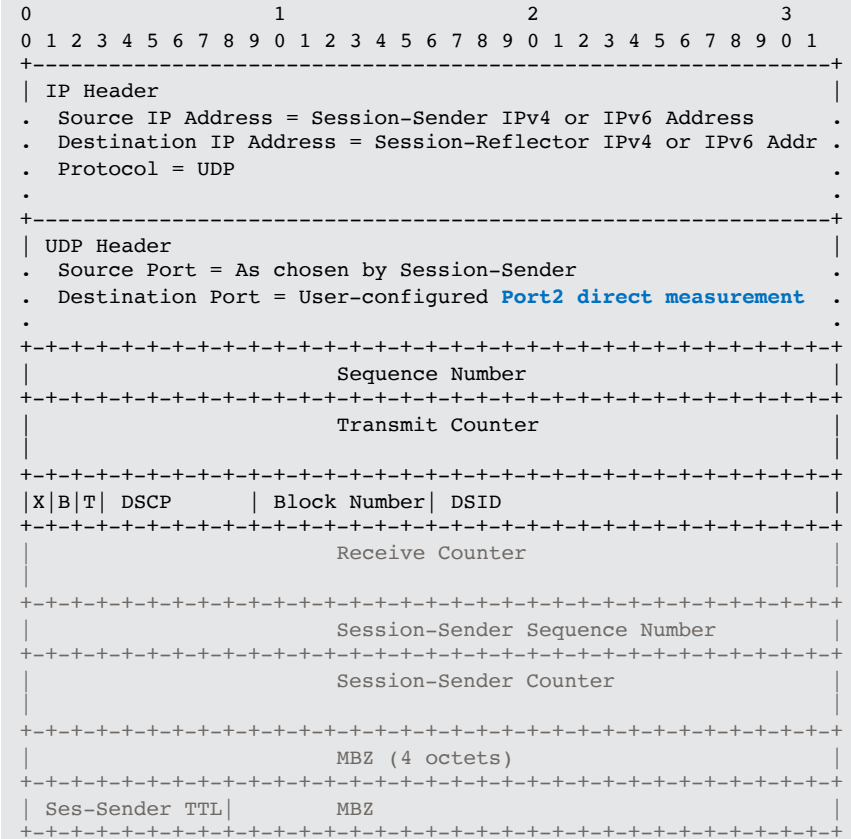 0                   1                   2                   3
0 1 2 3 4 5 6 7 8 9 0 1 2 3 4 5 6 7 8 9 0 1 2 3 4 5 6 7 8 9 0 1
+---------------------------------------------------------------+
| IP Header                                                     |
.  Source IP Address = Session-Sender IPv4 or IPv6 Address      .
.  Destination IP Address = Session-Reflector IPv4 or IPv6 Addr .
.  Protocol = UDP                                               .
.                                                               .
+---------------------------------------------------------------+
| UDP Header                                                    |
.  Source Port = As chosen by Session-Sender                    .
.  Destination Port = User-configured Port2 direct measurement  .
.                                                               .
+-+-+-+-+-+-+-+-+-+-+-+-+-+-+-+-+-+-+-+-+-+-+-+-+-+-+-+-+-+-+-+-+
|                        Sequence Number                        |
+-+-+-+-+-+-+-+-+-+-+-+-+-+-+-+-+-+-+-+-+-+-+-+-+-+-+-+-+-+-+-+-+
|                        Transmit Counter                       |
|                                                               |
+-+-+-+-+-+-+-+-+-+-+-+-+-+-+-+-+-+-+-+-+-+-+-+-+-+-+-+-+-+-+-+-+
|X|B|T| DSCP      | Block Number| DSID                          |
+-+-+-+-+-+-+-+-+-+-+-+-+-+-+-+-+-+-+-+-+-+-+-+-+-+-+-+-+-+-+-+-+
|                        Receive Counter                        |
|                                                               |
+-+-+-+-+-+-+-+-+-+-+-+-+-+-+-+-+-+-+-+-+-+-+-+-+-+-+-+-+-+-+-+-+
|                        Session-Sender Sequence Number         |
+-+-+-+-+-+-+-+-+-+-+-+-+-+-+-+-+-+-+-+-+-+-+-+-+-+-+-+-+-+-+-+-+
|                        Session-Sender Counter                 |
|                                                               |
+-+-+-+-+-+-+-+-+-+-+-+-+-+-+-+-+-+-+-+-+-+-+-+-+-+-+-+-+-+-+-+-+
|                        MBZ (4 octets)                         |
+-+-+-+-+-+-+-+-+-+-+-+-+-+-+-+-+-+-+-+-+-+-+-+-+-+-+-+-+-+-+-+-+
| Ses-Sender TTL|        MBZ                                    |
+-+-+-+-+-+-+-+-+-+-+-+-+-+-+-+-+-+-+-+-+-+-+-+-+-+-+-+-+-+-+-+-+